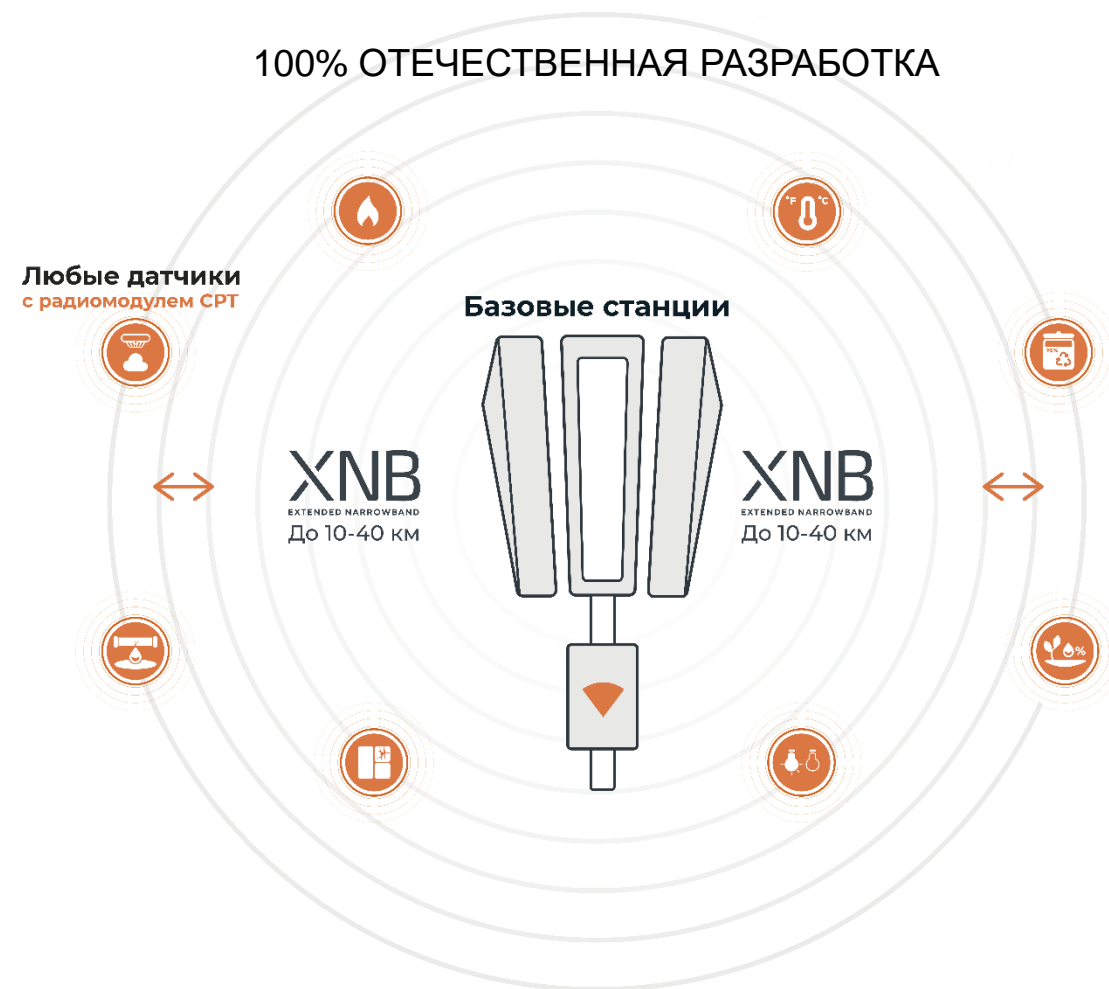 100% ОТЕЧЕСТВЕННАЯ РАЗРАБОТКА
°F °C
Любые датчики
с радиомодулем СРТ
Базовые станции
75%
XNB
EXTENDED NARROWBAND
До 10-40 км
XNB
EXTENDED NARROWBAND
До 10-40 км
%